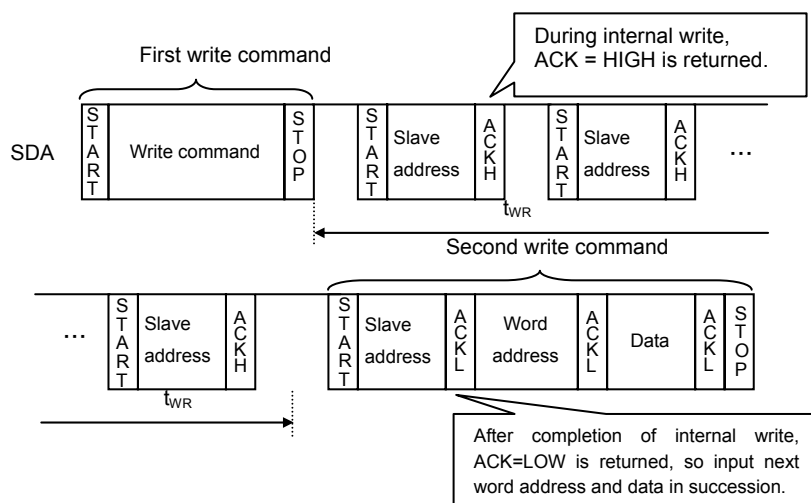 During internal write,
ACK = HIGH is returned.
First write command
SDA
START
Write command
STOP
START
Slave
address
ACKH
START
Slave
address
ACKH
…
tWR
Second write command
…
START
Slave
address
ACKH
START
Slave
address
ACKL
Word
address
ACKL
Data
ACKL
STOP
tWR
After completion of internal write,
ACK=LOW is returned, so input next
word address and data in succession.